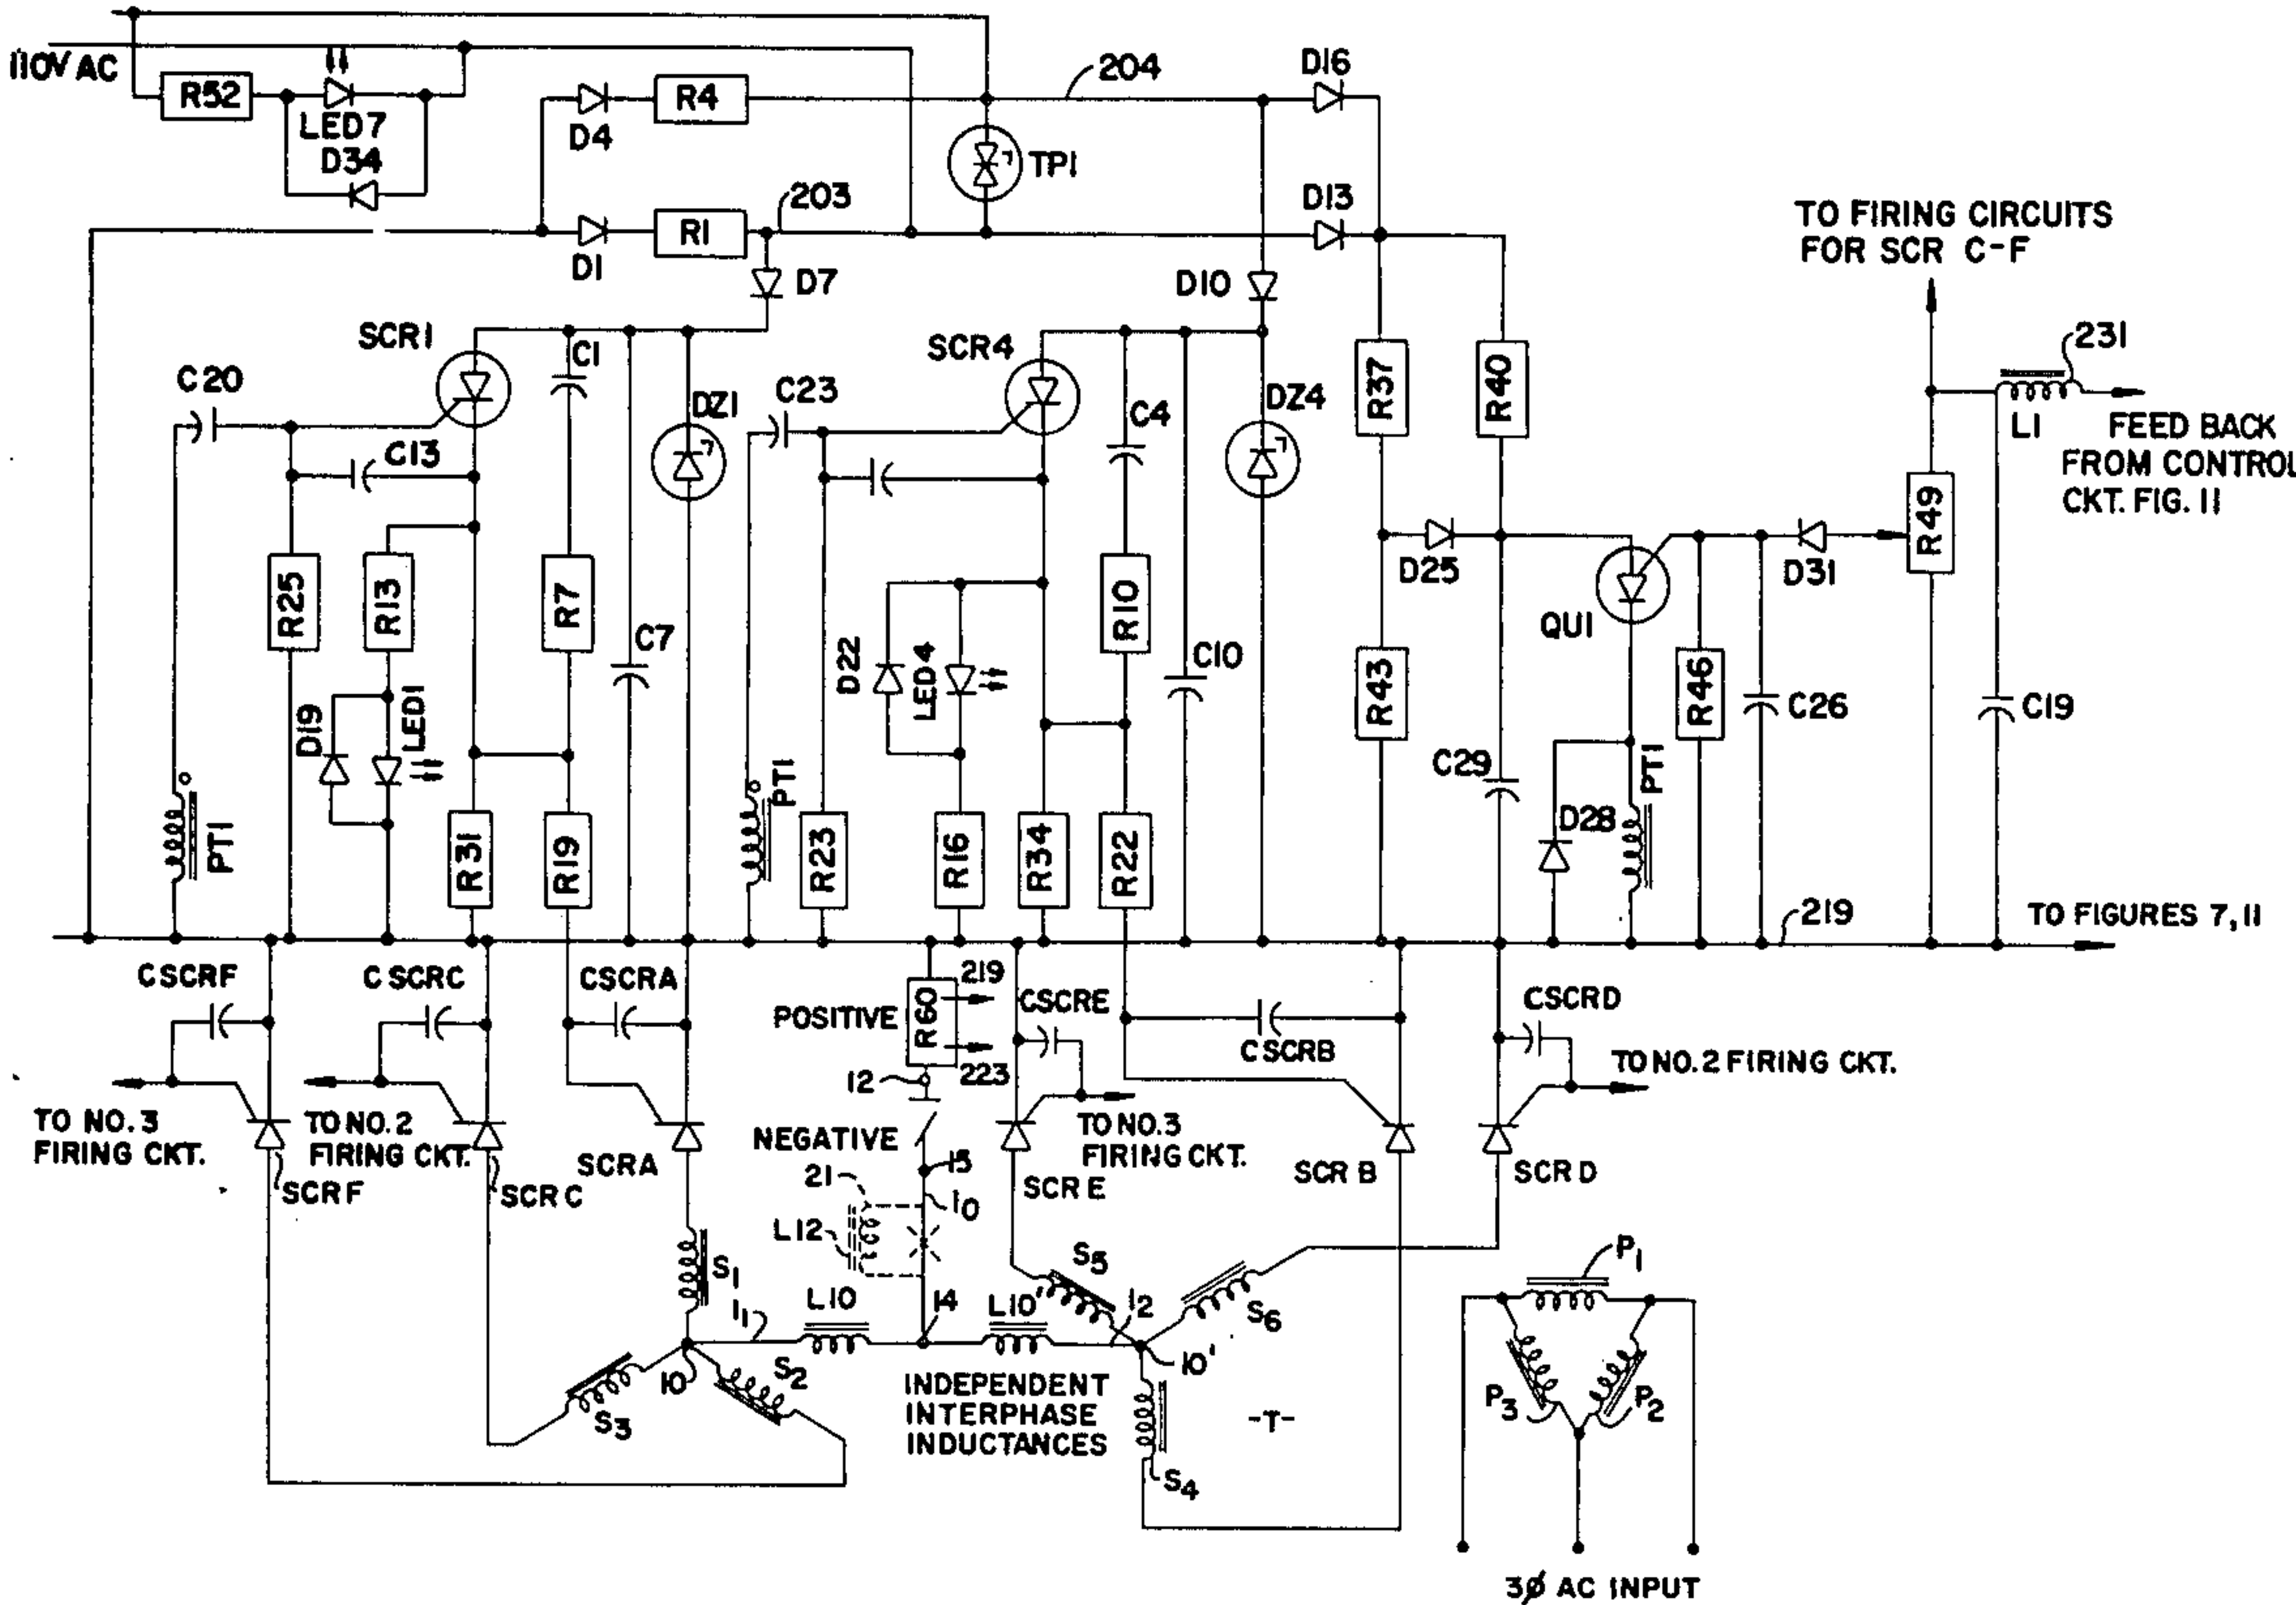 110V AC
R52
LED7
D34
D4
R4
204
D16
TP1
203
D13
D1
R1
D7
D10
TO FIRING CIRCUITS
FOR SCR C-F
231
L1
FEED BACK
FROM CONTROL
CKT. FIG. 11
SCR1
C1
C20
C13
DZ1
SCR4
C23
C4
DZ4
R37
R40
R49
R25
R13
R7
C7
D22
LED4
R10
C10
D25
D31
QU1
R43
R46
C26
C19
D19
LED1
C29
PT1
D28
PT1
R31
R19
PT1
R23
R16
R34
R22
219
TO FIGURES 7, 11
CSCRF
CSCRC
CSCRA
POSITIVE
R60
219
223
12
CSCRE
CSCRB
CSCRD
TO NO. 2 FIRING CKT.
TO NO. 3
FIRING CKT.
SCR F
TO NO. 2
FIRING CKT.
SCR C
SCRA
NEGATIVE
15
TO NO. 3
FIRING CKT.
SCR E
SCR B
SCR D
21
I0
L12
S1
I1
L10
14
L10'
S5
I2
S6
10
S2
S3
10'
INDEPENDENT
INTERPHASE
INDUCTANCES
-T-
S4
P1
P3
P2
3ø AC INPUT